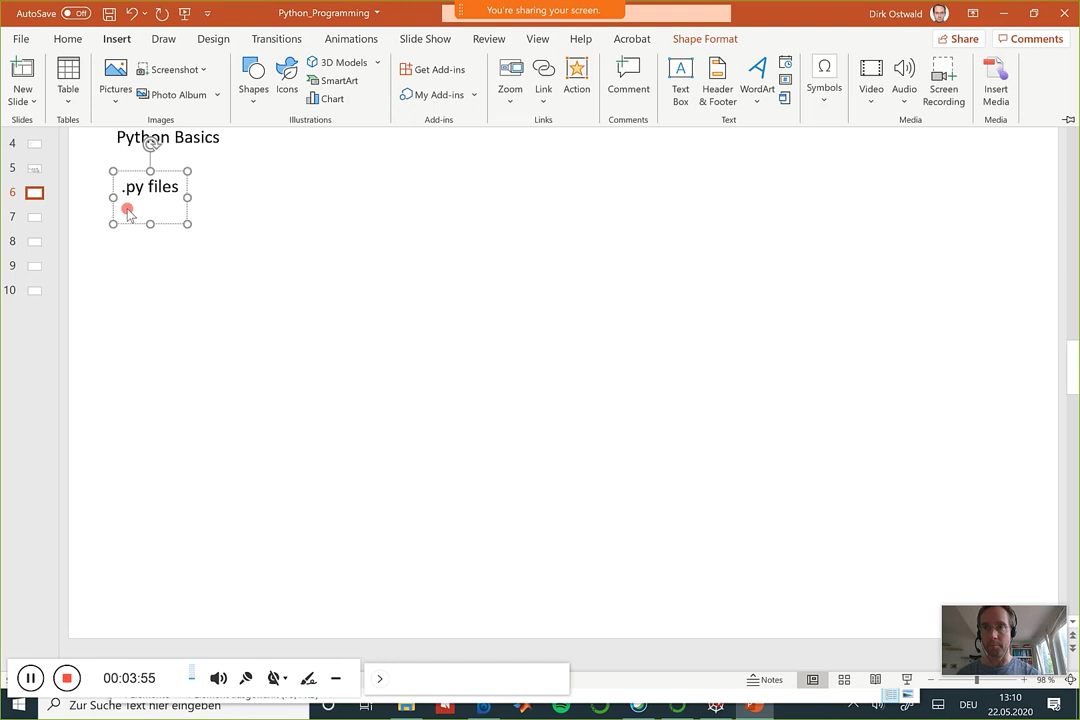 AutoSave Off
Python_Programming
You're sharing your screen.
Dirk Ostwald
File Home Insert Draw Design Transitions Animations Slide Show Review View Help Acrobat Shape Format Share Comments
New Slide
Table
Pictures
Screenshot
Photo Album
Shapes
Icons
3D Models
SmartArt
Chart
Get Add-ins
My Add-ins
Zoom
Link
Action
Comment
Text Box
Header & Footer
WordArt
Symbols
Video
Audio
Screen Recording
Insert Media
Slides Tables Images Illustrations Add-ins Links Comments Text Media Media
4
5
6
7
8
9
10
Python Basics
.py files
00:03:55
Notes
98 %
Zur Suche Text hier eingeben
DEU
13:10
22.05.2020